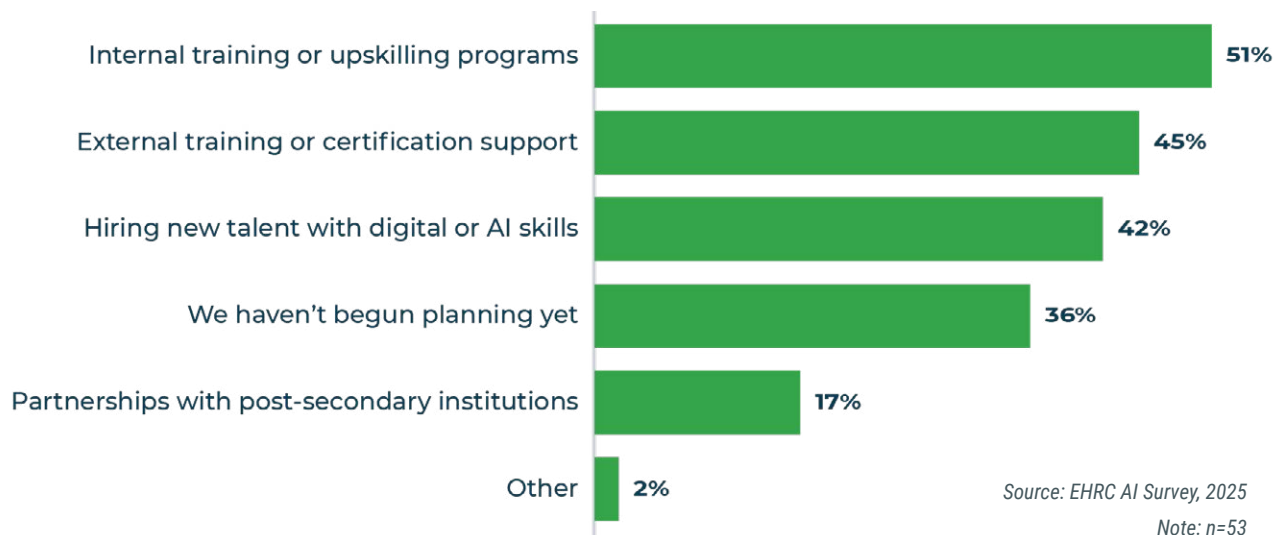 Internal training or upskilling programs 51%
External training or certification support 45%
Hiring new talent with digital or AI skills 42%
We haven’t begun planning yet 36%
Partnerships with post-secondary institutions 17%
Other 2%
Source: EHRC AI Survey, 2025
Note: n=53